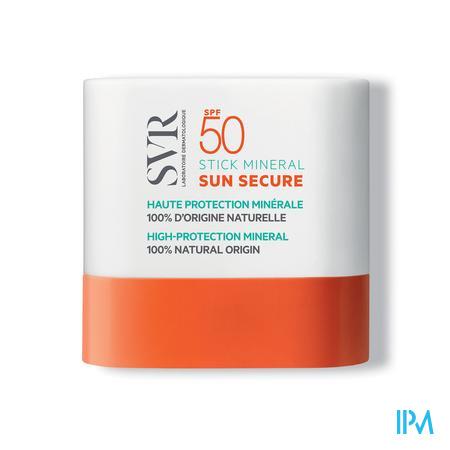 SVR
LABORATOIRE DERMATOLOGIQUE
SPF
50
STICK MINERAL
SUN SECURE
HAUTE PROTECTION MINÉRALE
100% D'ORIGINE NATURELLE
HIGH-PROTECTION MINERAL
100% NATURAL ORIGIN
IPM